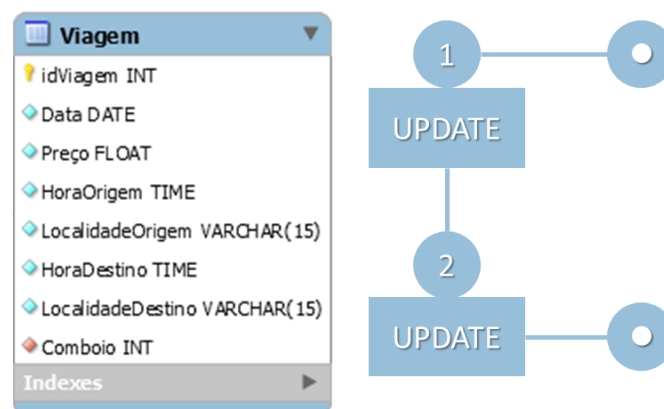 Viagem
idViagem INT
Data DATE
Preço FLOAT
HoraOrigem TIME
LocalidadeOrigem VARCHAR(15)
HoraDestino TIME
LocalidadeDestino VARCHAR(15)
Comboio INT
Indexes
1
UPDATE
2
UPDATE